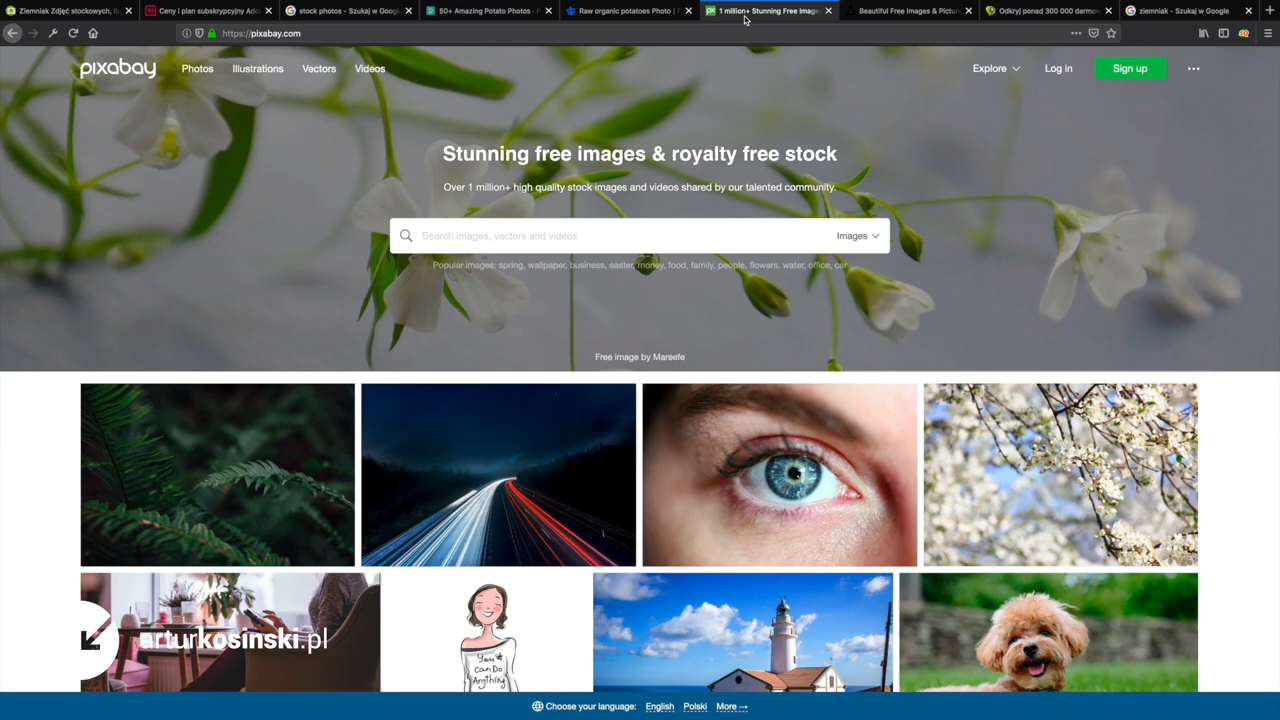 Ziemniak Zdjęć stockowych, &
Ceny i plan subskrypcyjny Ado
stock photos - Szukaj w Googl
50+ Amazing Potato Photos · P
Raw organic potatoes Photo | F
1 million+ Stunning Free Image
Beautiful Free Images & Pictur
Odkryj ponad 300 000 darmo
ziemniak - Szukaj w Google
https://pixabay.com
pixabay
Photos
Illustrations
Vectors
Videos
Explore
Log in
Sign up
Stunning free images & royalty free stock
Over 1 million+ high quality stock images and videos shared by our talented community.
Search images, vectors and videos
Images
Popular images: spring, wallpaper, business, easter, money, food, family, people, flowers, water, office, car
Free image by Mareefe
arturkosinski.pl
You
can Do
Anything
Choose your language:
English
Polski
More →